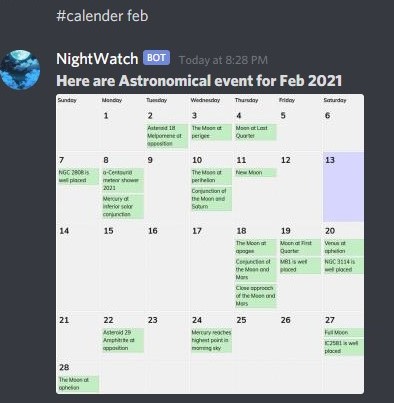 #calender feb
NightWatch BOT Today at 8:28 PM
Here are Astronomical event for Feb 2021
Sunday Monday Tuesday Wednesday Thursday Friday Saturday
1 2 3 4 5 6
Asteroid 18 Melpomene at opposition
The Moon at perigee
Moon at Last Quarter
7 8 9 10 11 12 13
NGC 2808 is well placed
α-Centaurid meteor shower 2021
Mercury at inferior solar conjunction
The Moon at perihelion
Conjunction of the Moon and Saturn
New Moon
14 15 16 17 18 19 20
The Moon at apogee
Conjunction of the Moon and Mars
Close approach of the Moon and Mars
Moon at First Quarter
M81 is well placed
Venus at aphelion
NGC 3114 is well placed
21 22 23 24 25 26 27
Asteroid 29 Amphitrite at opposition
Mercury reaches highest point in morning sky
Full Moon
IC2581 is well placed
28
The Moon at aphelion